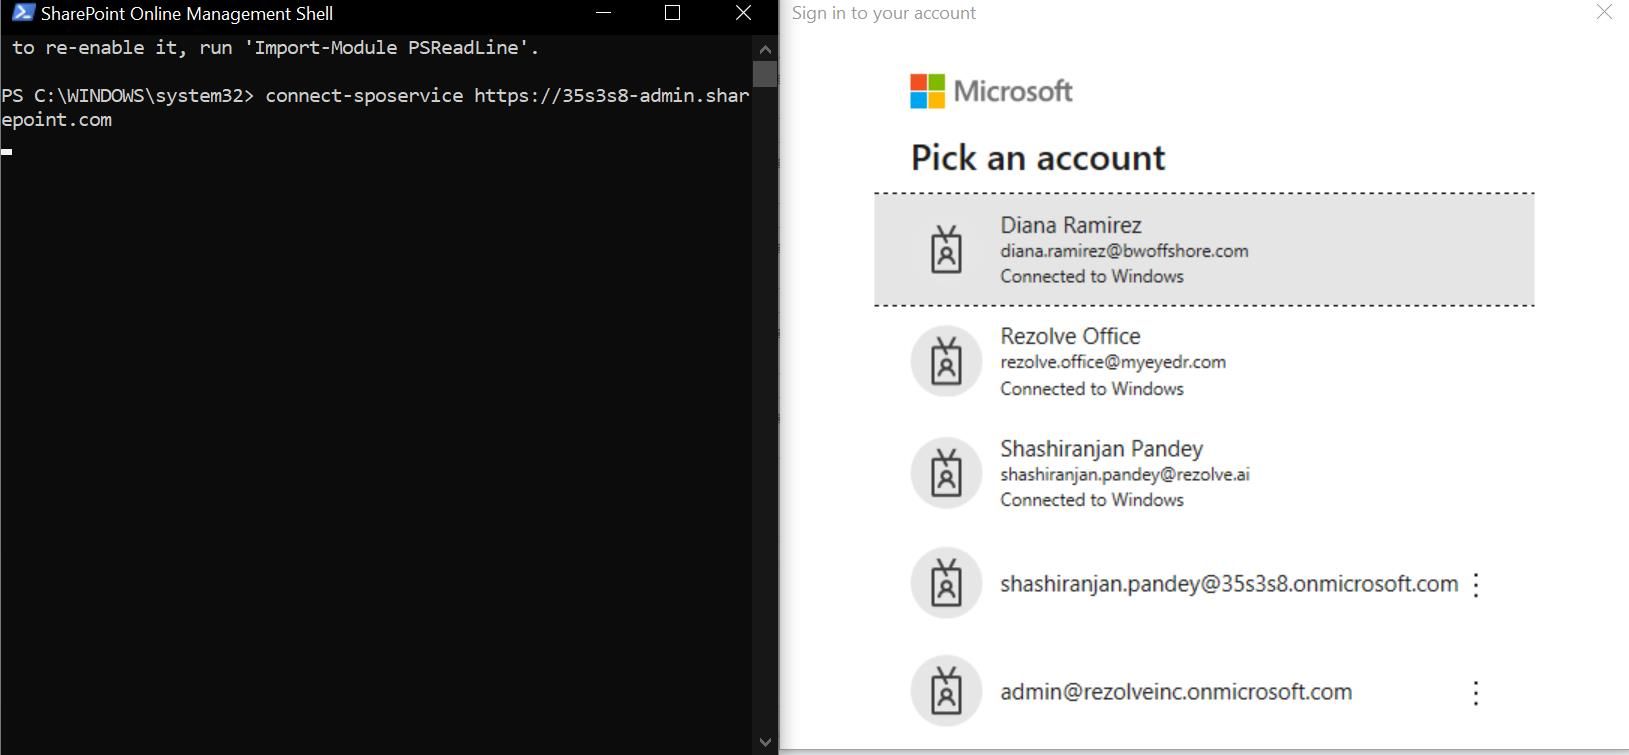 SharePoint Online Management Shell
to re-enable it, run 'Import-Module PSReadLine'.
PS C:\WINDOWS\system32> connect-sposervice https://35s3s8-admin.shar
epoint.com
Sign in to your account
Microsoft
Pick an account
Diana Ramirez
diana.ramirez@bwoffshore.com
Connected to Windows
Rezolve Office
rezolve.office@myeyedr.com
Connected to Windows
Shashiranjan Pandey
shashiranjan.pandey@rezolve.ai
Connected to Windows
shashiranjan.pandey@35s3s8.onmicrosoft.com
admin@rezolveinc.onmicrosoft.com